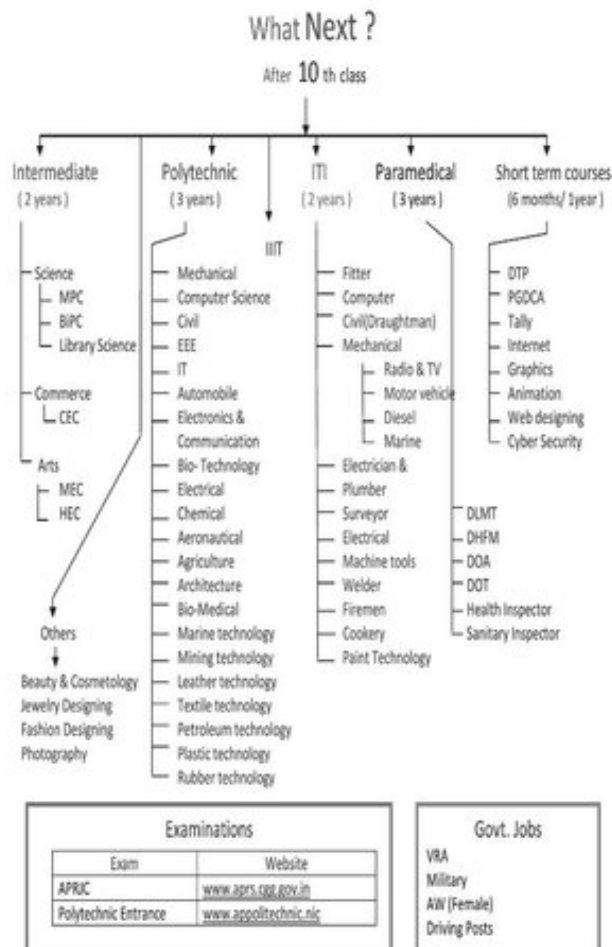 What Next ?
After 10 th class
Intermediate
( 2 years )
Science
MPC
BiPC
Library Science
Commerce
CEC
Arts
MEC
HEC
Others
Beauty & Cosmetology
Jewelry Designing
Fashion Designing
Photography
Polytechnic
( 3 years )
Mechanical
Computer Science
Civil
EEE
IT
Automobile
Electronics &
Communication
Bio- Technology
Electrical
Chemical
Aeronautical
Agriculture
Architecture
Bio-Medical
Marine technology
Mining technology
Leather technology
Textile technology
Petroleum technology
Plastic technology
Rubber technology
IIIT
ITI
( 2 years )
Fitter
Computer
Civil(Draughtman)
Mechanical
Radio & TV
Motor vehicle
Diesel
Marine
Electrician &
Plumber
Surveyor
Electrical
Machine tools
Welder
Firemen
Cookery
Paint Technology
Paramedical
( 3 years )
DLMT
DHFM
DOA
DOT
Health Inspector
Sanitary Inspector
Short term courses
(6 months/ 1year )
DTP
PGDCA
Tally
Internet
Graphics
Animation
Web designing
Cyber Security
Examinations
Exam Website
APRJC www.aprs.cgg.gov.in
Polytechnic Entrance www.appolitechnic.nic
Govt. Jobs
VRA
Military
AW (Female)
Driving Posts